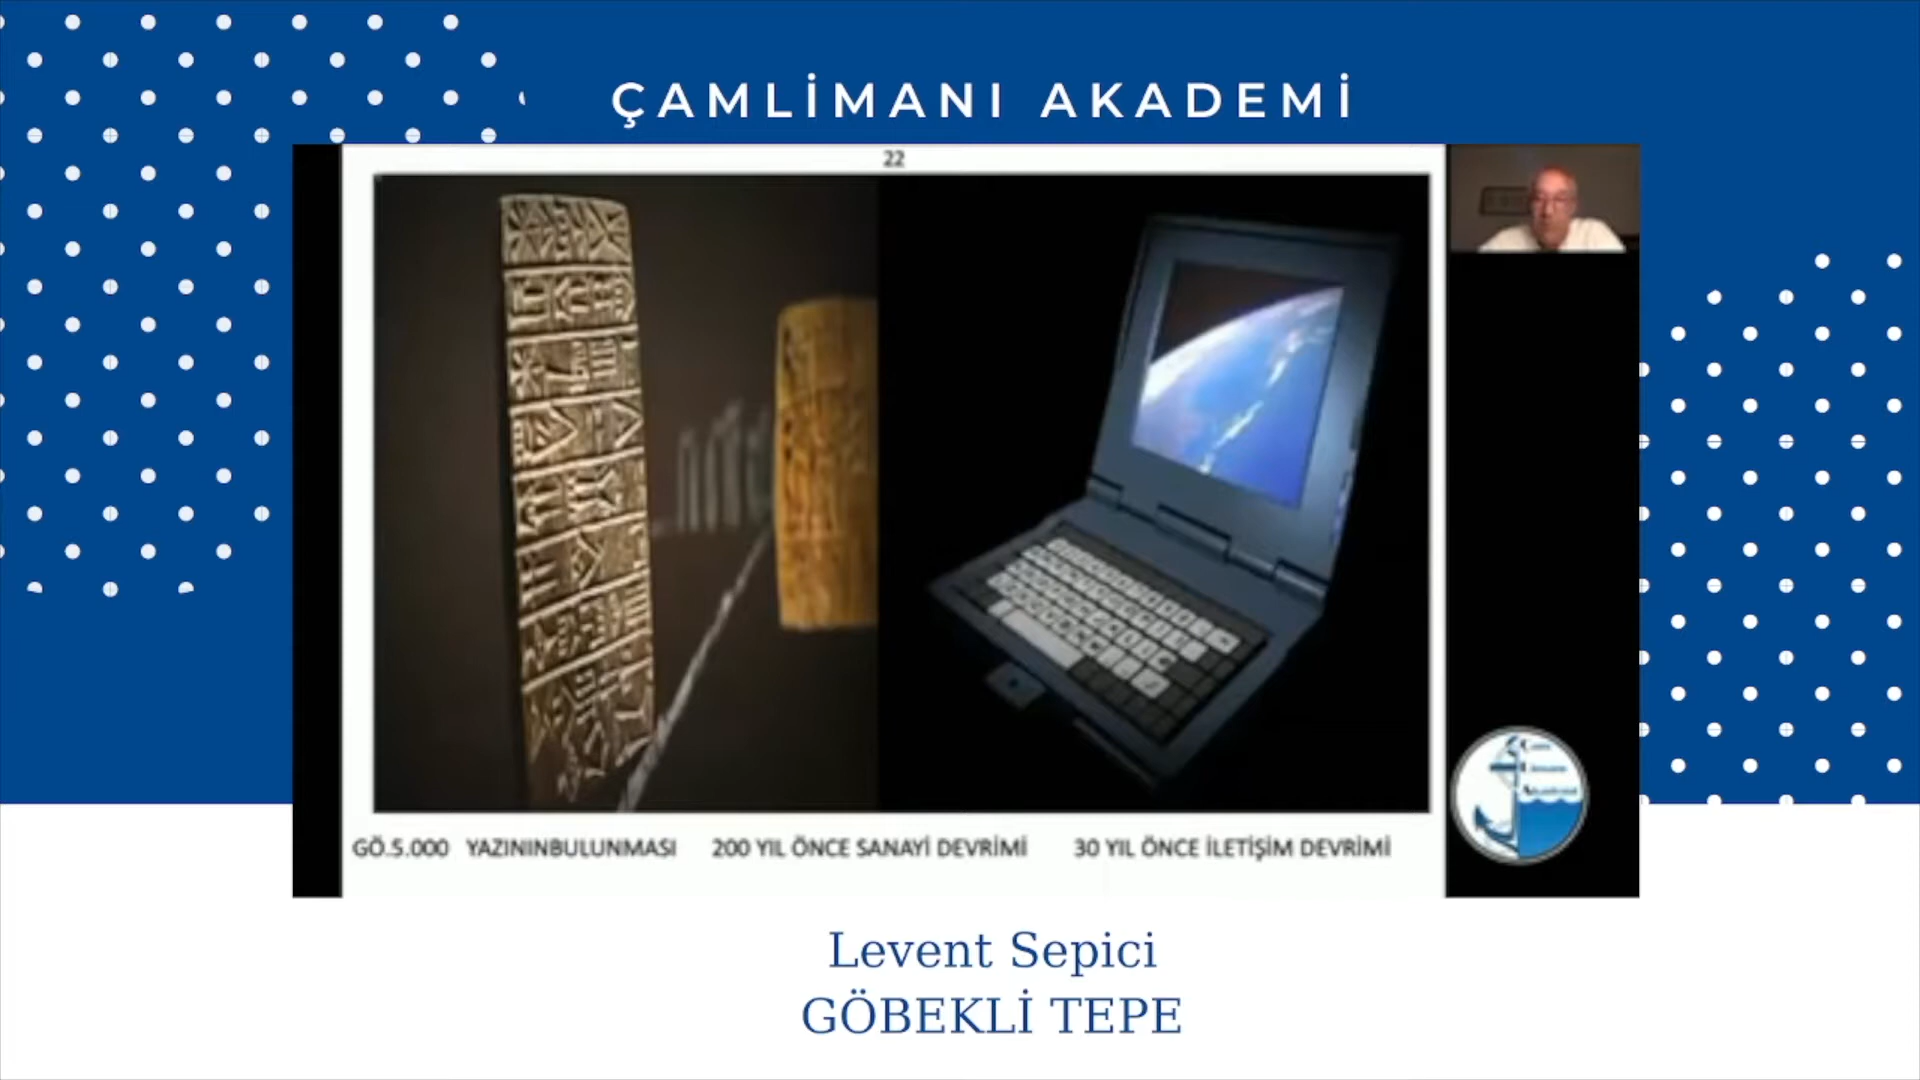 ÇAMLİMANI AKADEMİ
22
GÖ.5.000 YAZININBULUNMASI 200 YIL ÖNCE SANAYİ DEVRİMİ 30 YIL ÖNCE İLETİŞİM DEVRİMİ
Levent Sepici
GÖBEKLİ TEPE